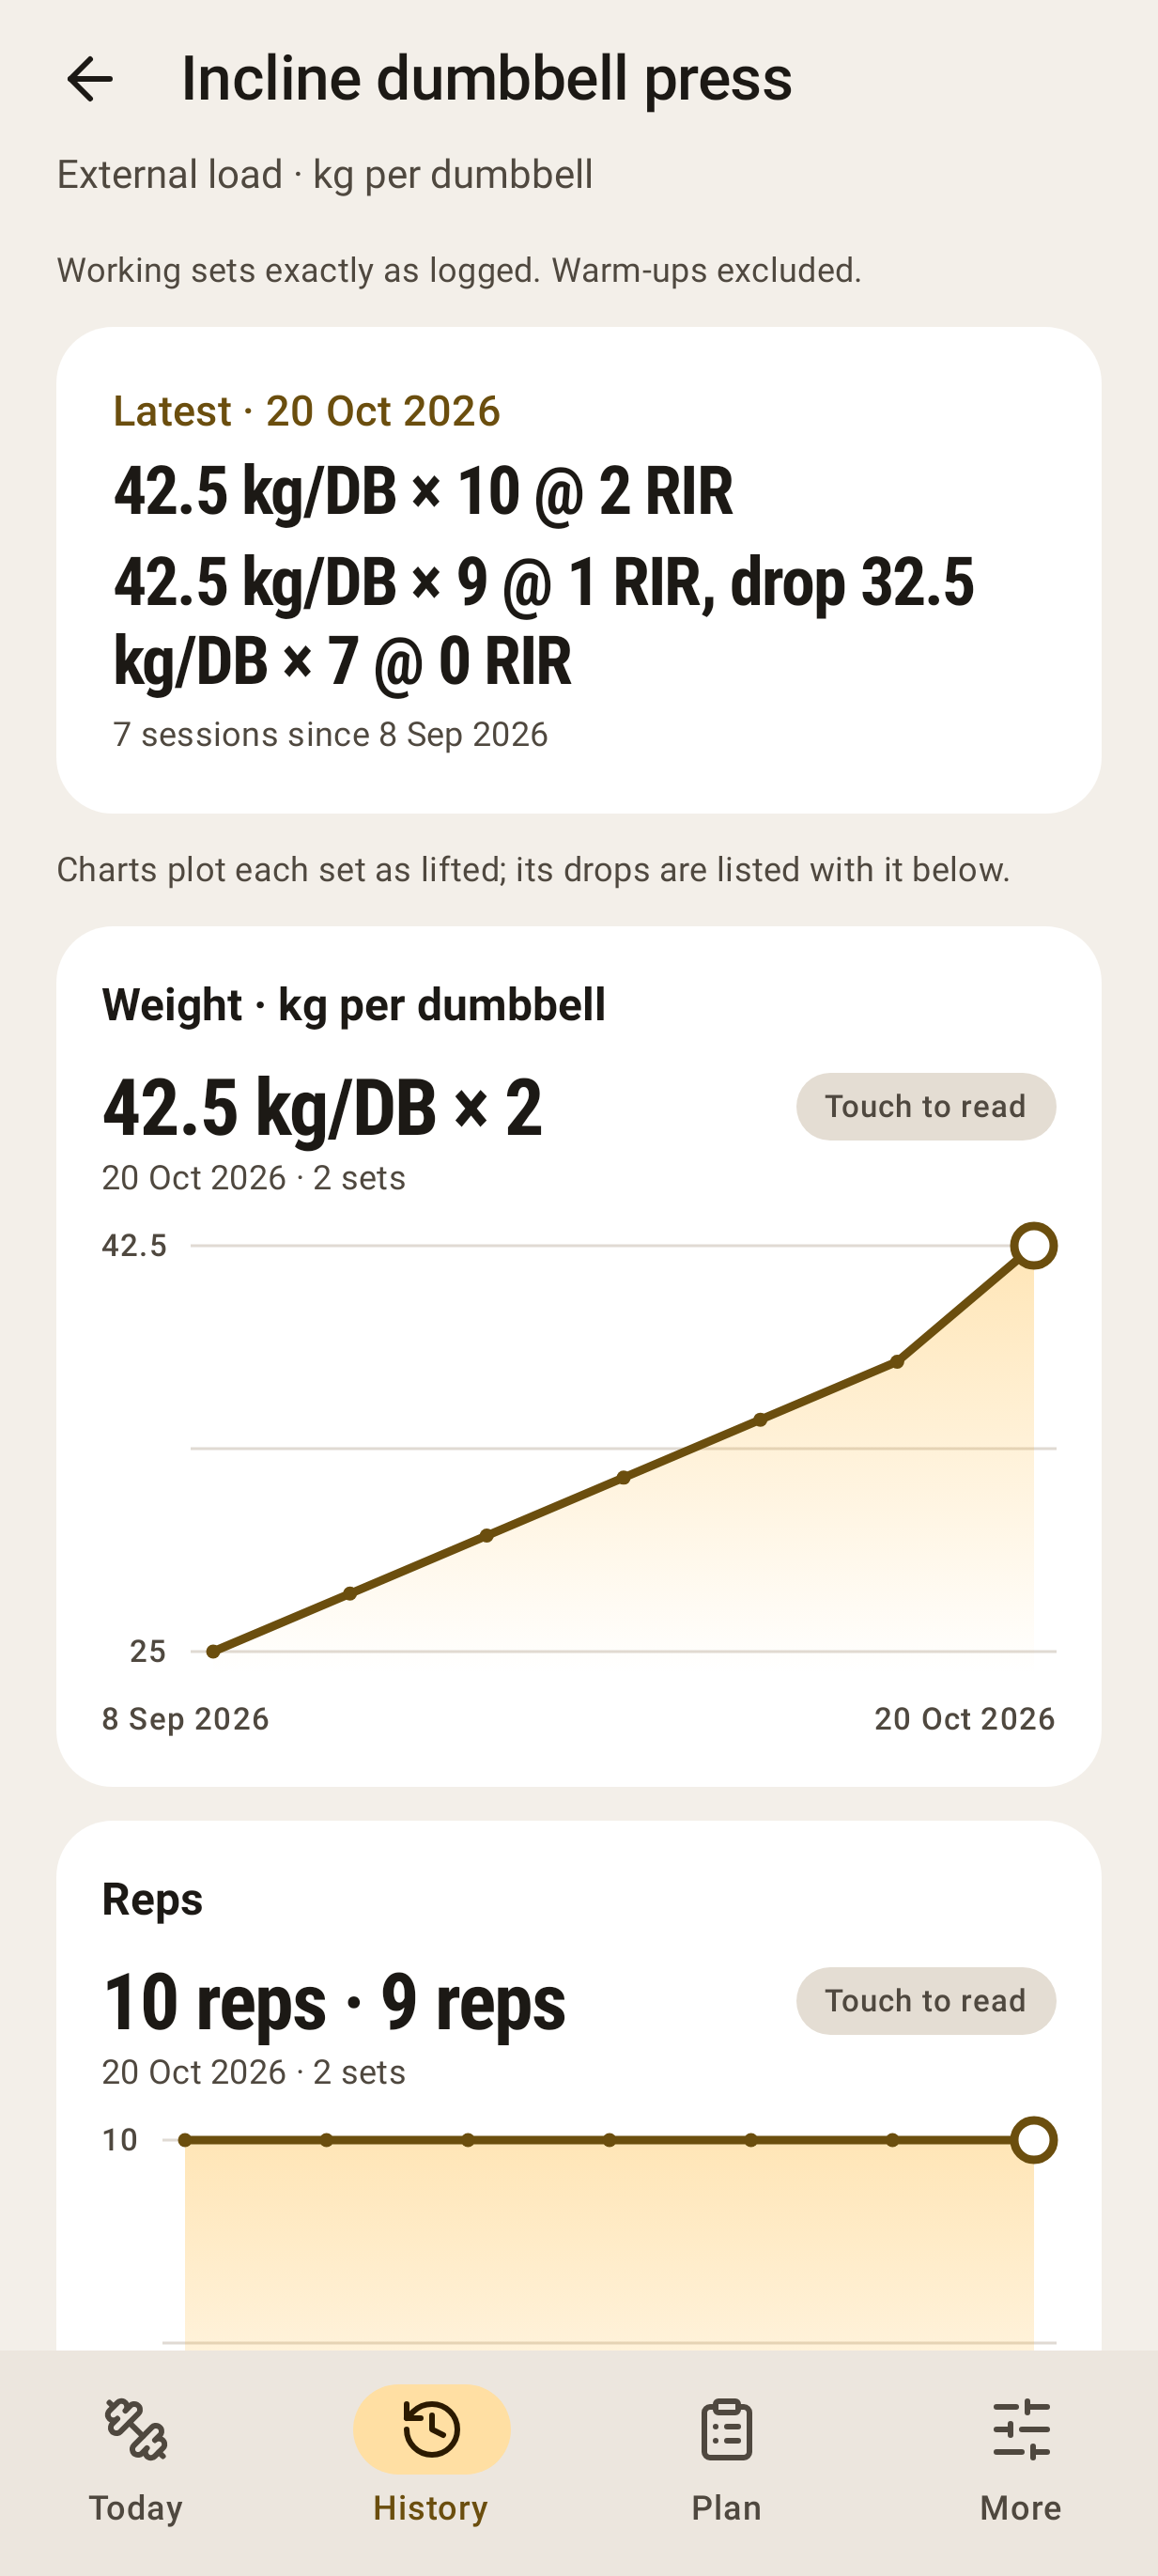 Incline dumbbell press
External load · kg per dumbbell
Working sets exactly as logged. Warm-ups excluded.
Latest · 20 Oct 2026
42.5 kg/DB × 10 @ 2 RIR
42.5 kg/DB × 9 @ 1 RIR, drop 32.5
kg/DB × 7 @ 0 RIR
7 sessions since 8 Sep 2026
Charts plot each set as lifted; its drops are listed with it below.
Weight · kg per dumbbell
42.5 kg/DB × 2
Touch to read
20 Oct 2026 · 2 sets
42.5
25
8 Sep 2026
20 Oct 2026
Reps
10 reps · 9 reps
Touch to read
20 Oct 2026 · 2 sets
10
Today
History
Plan
More